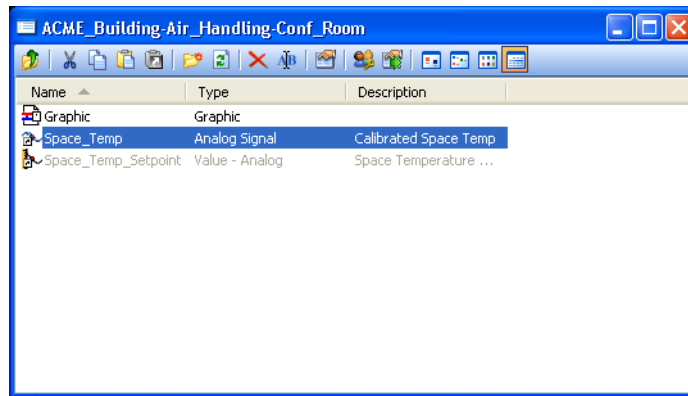 ACME_Building-Air_Handling-Conf_Room
Name Type Description
Graphic Graphic
Space_Temp Analog Signal Calibrated Space Temp
Space_Temp_Setpoint Value - Analog Space Temperature ...